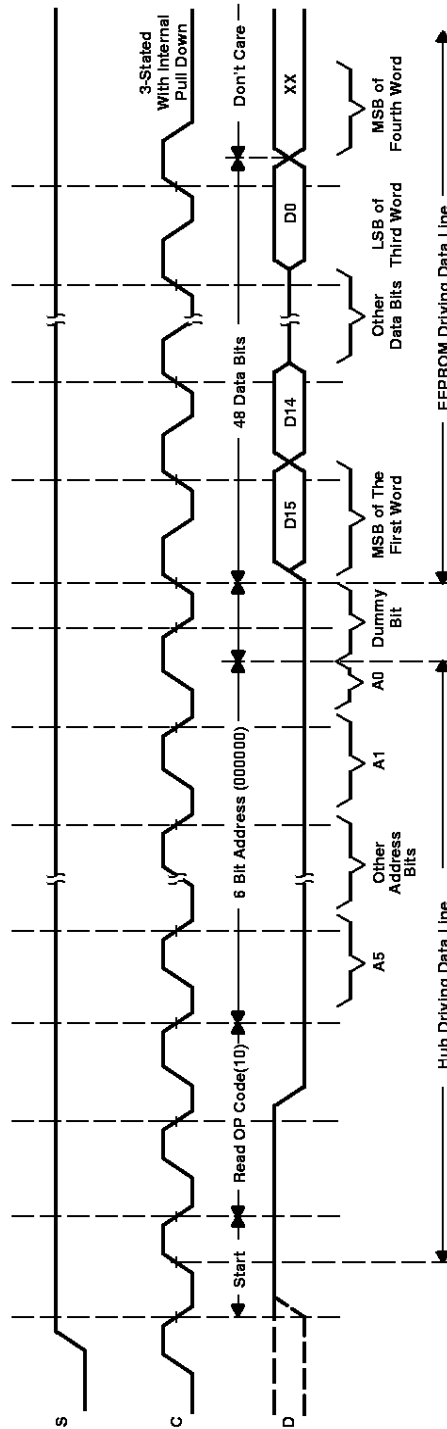 S
C
D
3-Stated
With Internal
Pull Down
Start
Read OP Code(10)
6 Bit Address (000000)
48 Data Bits
Don't Care
D15
D14
D0
XX
A5
Other
Address
Bits
A1
A0
Dummy
Bit
MSB of The
First Word
Other
Data Bits
LSB of
Third Word
MSB of
Fourth Word
Hub Driving Data Line
EEPROM Driving Data Line